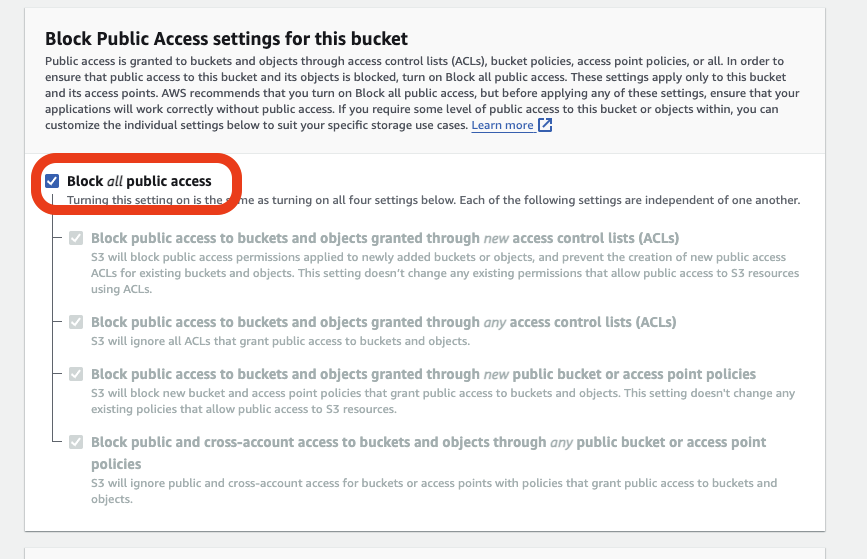 Block Public Access settings for this bucket
Public access is granted to buckets and objects through access control lists (ACLs), bucket policies, access point policies, or all. In order to
ensure that public access to this bucket and its objects is blocked, turn on Block all public access. These settings apply only to this bucket
and its access points. AWS recommends that you turn on Block all public access, but before applying any of these settings, ensure that your
applications will work correctly without public access. If you require some level of public access to this bucket or objects within, you can
customize the individual settings below to suit your specific storage use cases. Learn more
Block all public access
Turning this setting on is the same as turning on all four settings below. Each of the following settings are independent of one another.
Block public access to buckets and objects granted through new access control lists (ACLs)
S3 will block public access permissions applied to newly added buckets or objects, and prevent the creation of new public access
ACLs for existing buckets and objects. This setting doesn't change any existing permissions that allow public access to S3 resources
using ACLs.
Block public access to buckets and objects granted through any access control lists (ACLs)
S3 will ignore all ACLs that grant public access to buckets and objects.
Block public access to buckets and objects granted through new public bucket or access point policies
S3 will block new bucket and access point policies that grant public access to buckets and objects. This setting doesn't change any
existing policies that allow public access to S3 resources.
Block public and cross-account access to buckets and objects through any public bucket or access point
policies
S3 will ignore public and cross-account access for buckets or access points with policies that grant public access to buckets and
objects.